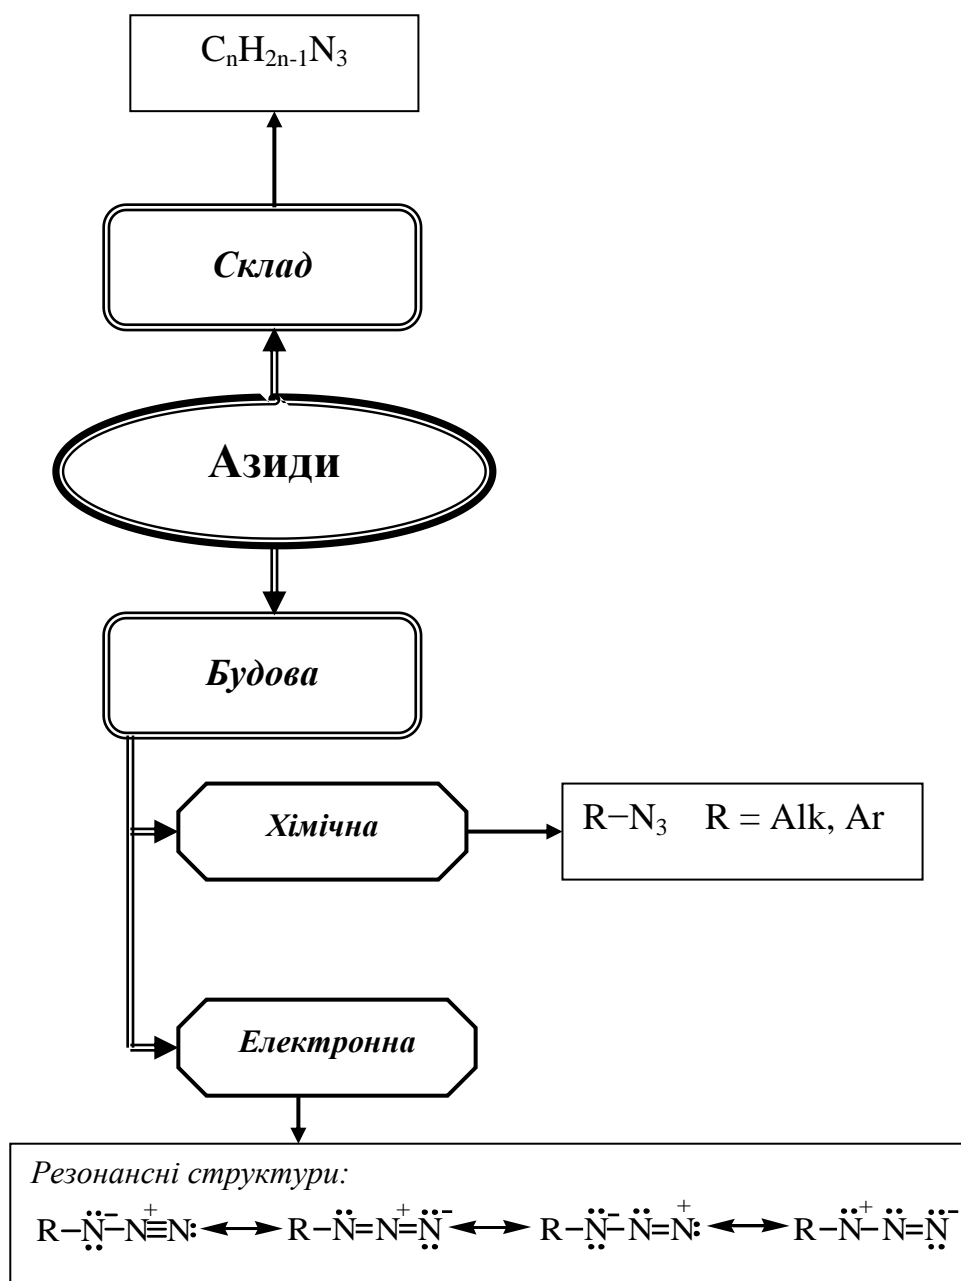 CₙH₂ₙ₋₁N₃
Склад
Азиди
Будова
Хімічна
R−N₃ R = Alk, Ar
Електронна
Резонансні структури:
R–N̈⁻–N⁺≡N: ↔ R–N̈=N⁺=N̈⁻ ↔ R–N̈⁻–N̈=N⁺: ↔ R–N̈⁺–N̈=N̈⁻